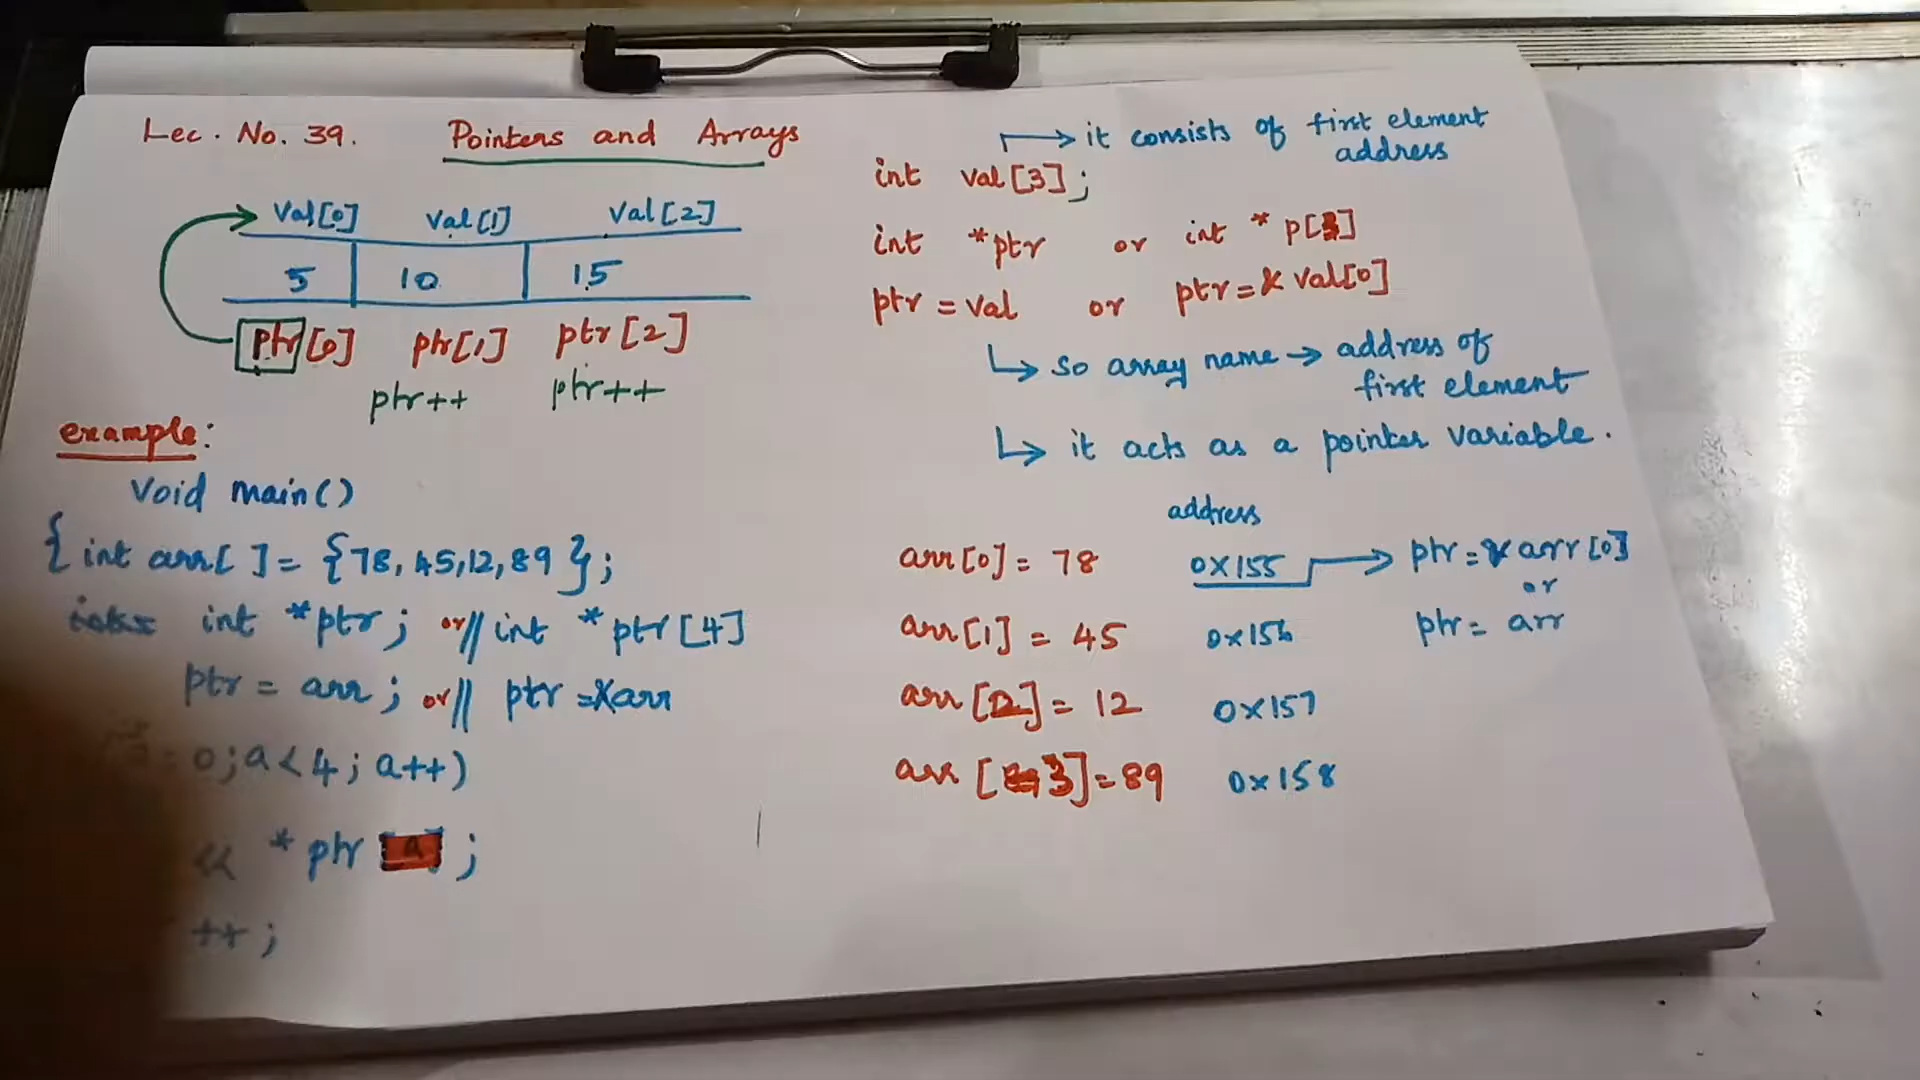 Lec. No. 39. Pointers and Arrays
Val[0] Val[1] Val[2]
5 10 15
ptr[0] ptr[1] ptr[2]
ptr++ ptr++
example:
Void main()
{ int arr[ ] = {78, 45, 12, 89};
int *ptr; or// int *ptr[4]
ptr = arr; or// ptr = &arr
= 0; a < 4; a++)
<< *ptr ;
++;
→ it consists of first element
address
int val[3];
int *ptr or int *p[3]
ptr = val or ptr = & val[0]
↳ so array name → address of
first element
↳ it acts as a pointer variable.
address
arr[0] = 78 0x155 → ptr = & arr[0]
or
arr[1] = 45 0x156 ptr = arr
arr[2] = 12 0x157
arr[3] = 89 0x158